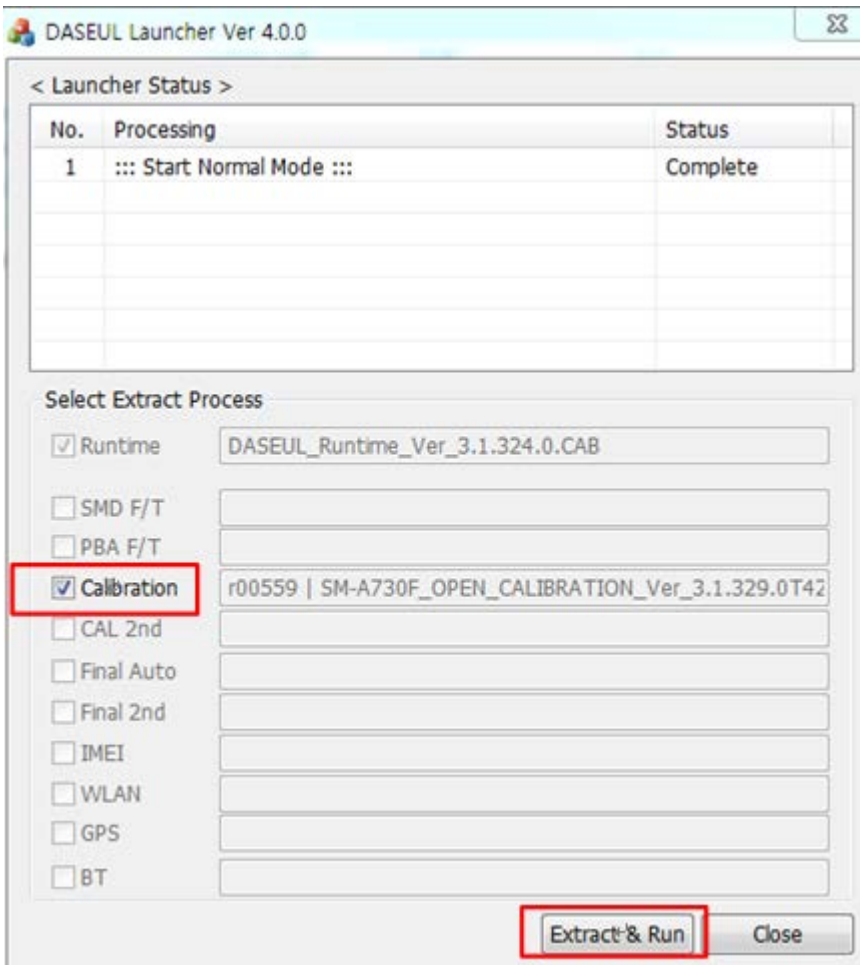 DASEUL Launcher Ver 4.0.0
< Launcher Status >
No. Processing Status
1 ::: Start Normal Mode ::: Complete
Select Extract Process
Runtime DASEUL_Runtime_Ver_3.1.324.0.CAB
SMD F/T
PBA F/T
Calibration r00559 | SM-A730F_OPEN_CALIBRATION_Ver_3.1.329.0T42
CAL 2nd
Final Auto
Final 2nd
IMEI
WLAN
GPS
BT
Extract & Run Close